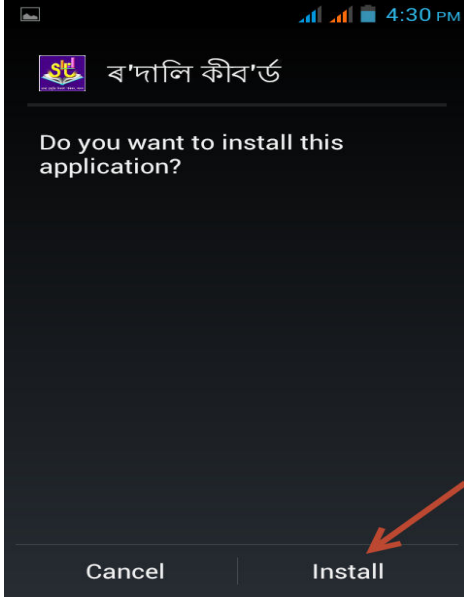 4:30 PM
ৰ'দালি কীব'ৰ্ড
Do you want to install this
application?
Cancel
Install